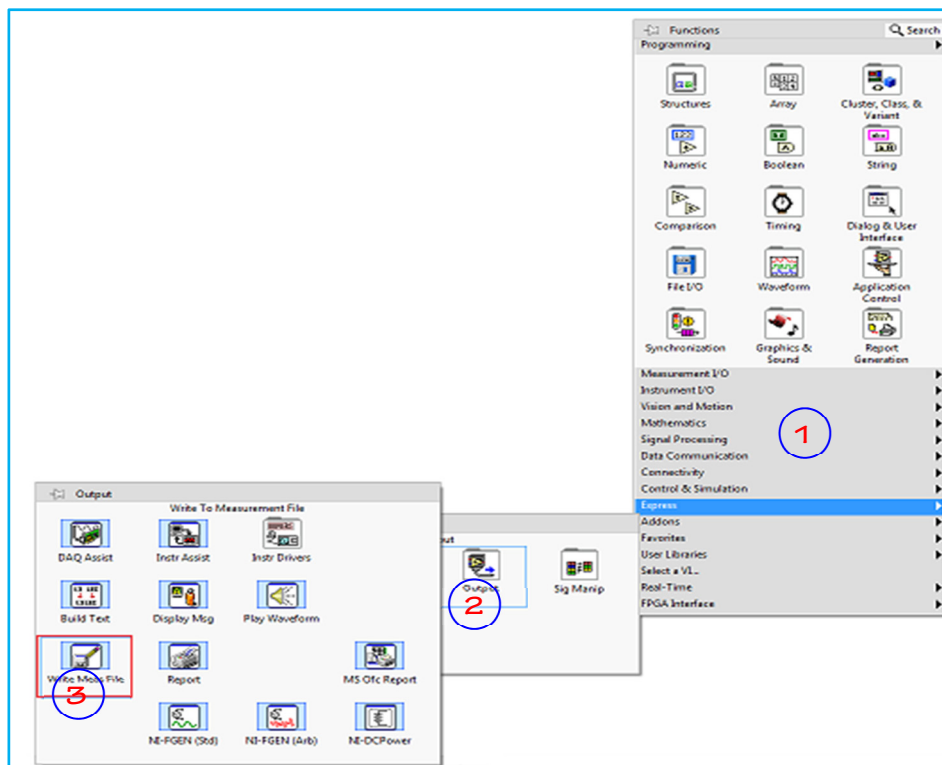 Functions
Search
Programming
Structures
Array
Cluster, Class, &
Variant
Numeric
Boolean
String
Comparison
Timing
Dialog & User
Interface
File I/O
Waveform
Application
Control
Synchronization
Graphics &
Sound
Report
Generation
Measurement I/O
Instrument I/O
Vision and Motion
Mathematics
Signal Processing
Data Communication
Connectivity
Control & Simulation
Express
Addons
Favorites
User Libraries
Select a VI...
Real-Time
FPGA Interface
1
Output
Sig Manip
2
Output
Write To Measurement File
DAQ Assist
Instr Assist
Instr Drivers
Build Text
Display Msg
Play Waveform
Write Meas File
Report
MS Ofc Report
3
NI-FGEN (Std)
NI-FGEN (Arb)
NI-DCPower